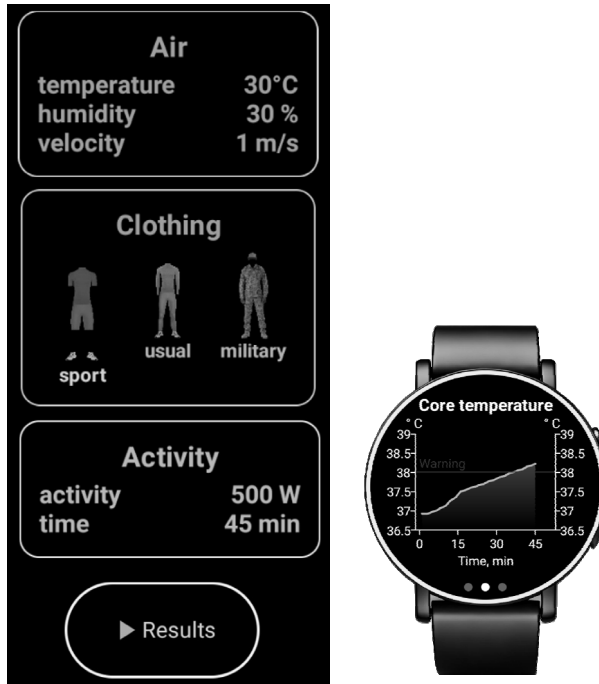 Air
temperature 30°C
humidity 30 %
velocity 1 m/s
Clothing
usual military
sport
Activity
activity 500 W
time 45 min
Results
Core temperature
° C ° C
39 39
38.5 38.5
Warning
38 38
37.5 37.5
37 37
36.5 36.5
0 15 30 45
Time, min